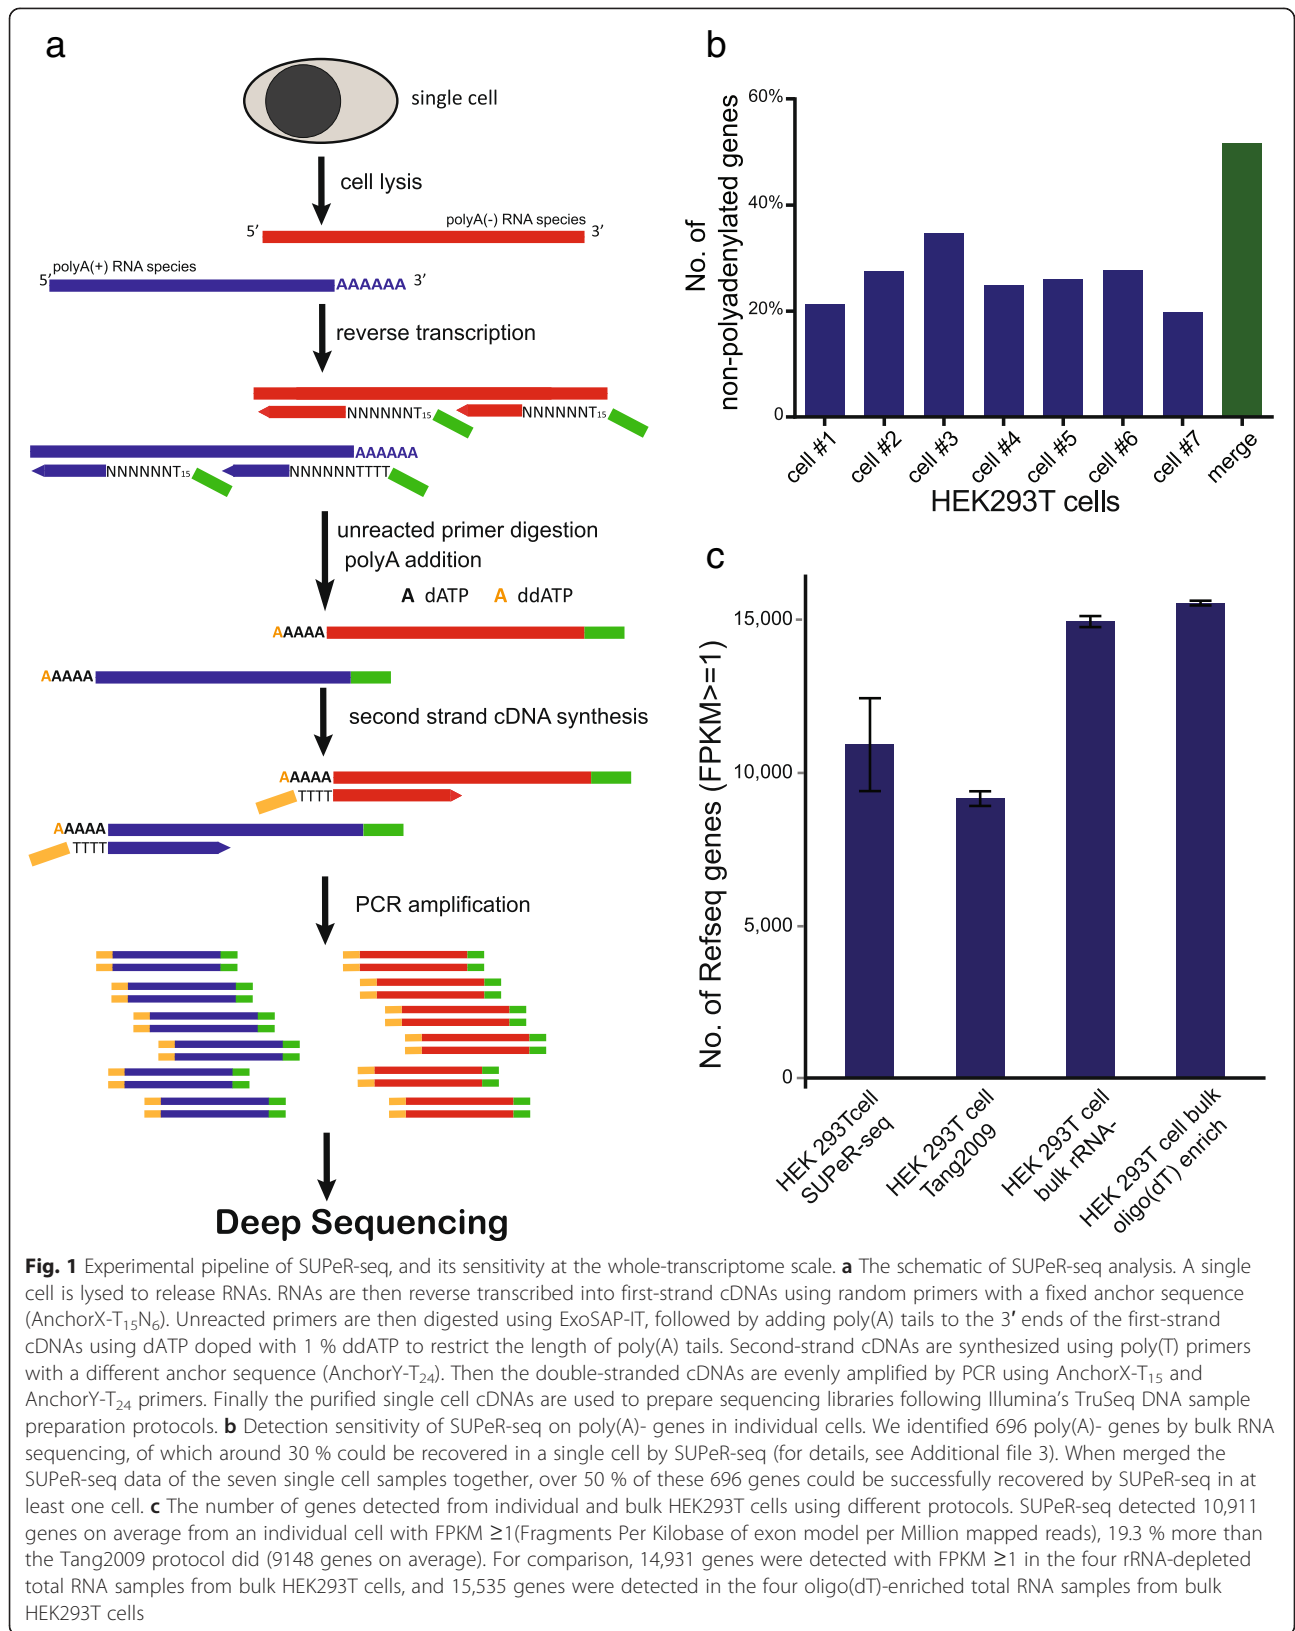 a
single cell
cell lysis
polyA(-) RNA species
5′ 3′
polyA(+) RNA species
5′ AAAAAA 3′
reverse transcription
NNNNNNT15 NNNNNNT15
AAAAAA
NNNNNNT15 NNNNNNTTTT
unreacted primer digestion
polyA addition
A dATP A ddATP
AAAAA
AAAAA
second strand cDNA synthesis
AAAAA
TTTT
AAAAA
TTTT
PCR amplification
Deep Sequencing
b
No. of
non-polyadenylated genes
60%
40%
20%
0
cell #1
cell #2
cell #3
cell #4
cell #5
cell #6
cell #7
merge
HEK293T cells
c
No. of Refseq genes (FPKM>=1)
15,000
10,000
5,000
0
HEK 293Tcell
SUPeR-seq
HEK 293T cell
Tang2009
HEK 293T cell
bulk rRNA-
HEK 293T cell bulk
oligo(dT) enrich
Fig. 1 Experimental pipeline of SUPeR-seq, and its sensitivity at the whole-transcriptome scale. a The schematic of SUPeR-seq analysis. A single
cell is lysed to release RNAs. RNAs are then reverse transcribed into first-strand cDNAs using random primers with a fixed anchor sequence
(AnchorX-T15N6). Unreacted primers are then digested using ExoSAP-IT, followed by adding poly(A) tails to the 3′ ends of the first-strand
cDNAs using dATP doped with 1 % ddATP to restrict the length of poly(A) tails. Second-strand cDNAs are synthesized using poly(T) primers
with a different anchor sequence (AnchorY-T24). Then the double-stranded cDNAs are evenly amplified by PCR using AnchorX-T15 and
AnchorY-T24 primers. Finally the purified single cell cDNAs are used to prepare sequencing libraries following Illumina's TruSeq DNA sample
preparation protocols. b Detection sensitivity of SUPeR-seq on poly(A)- genes in individual cells. We identified 696 poly(A)- genes by bulk RNA
sequencing, of which around 30 % could be recovered in a single cell by SUPeR-seq (for details, see Additional file 3). When merged the
SUPeR-seq data of the seven single cell samples together, over 50 % of these 696 genes could be successfully recovered by SUPeR-seq in at
least one cell. c The number of genes detected from individual and bulk HEK293T cells using different protocols. SUPeR-seq detected 10,911
genes on average from an individual cell with FPKM ≥1(Fragments Per Kilobase of exon model per Million mapped reads), 19.3 % more than
the Tang2009 protocol did (9148 genes on average). For comparison, 14,931 genes were detected with FPKM ≥1 in the four rRNA-depleted
total RNA samples from bulk HEK293T cells, and 15,535 genes were detected in the four oligo(dT)-enriched total RNA samples from bulk
HEK293T cells